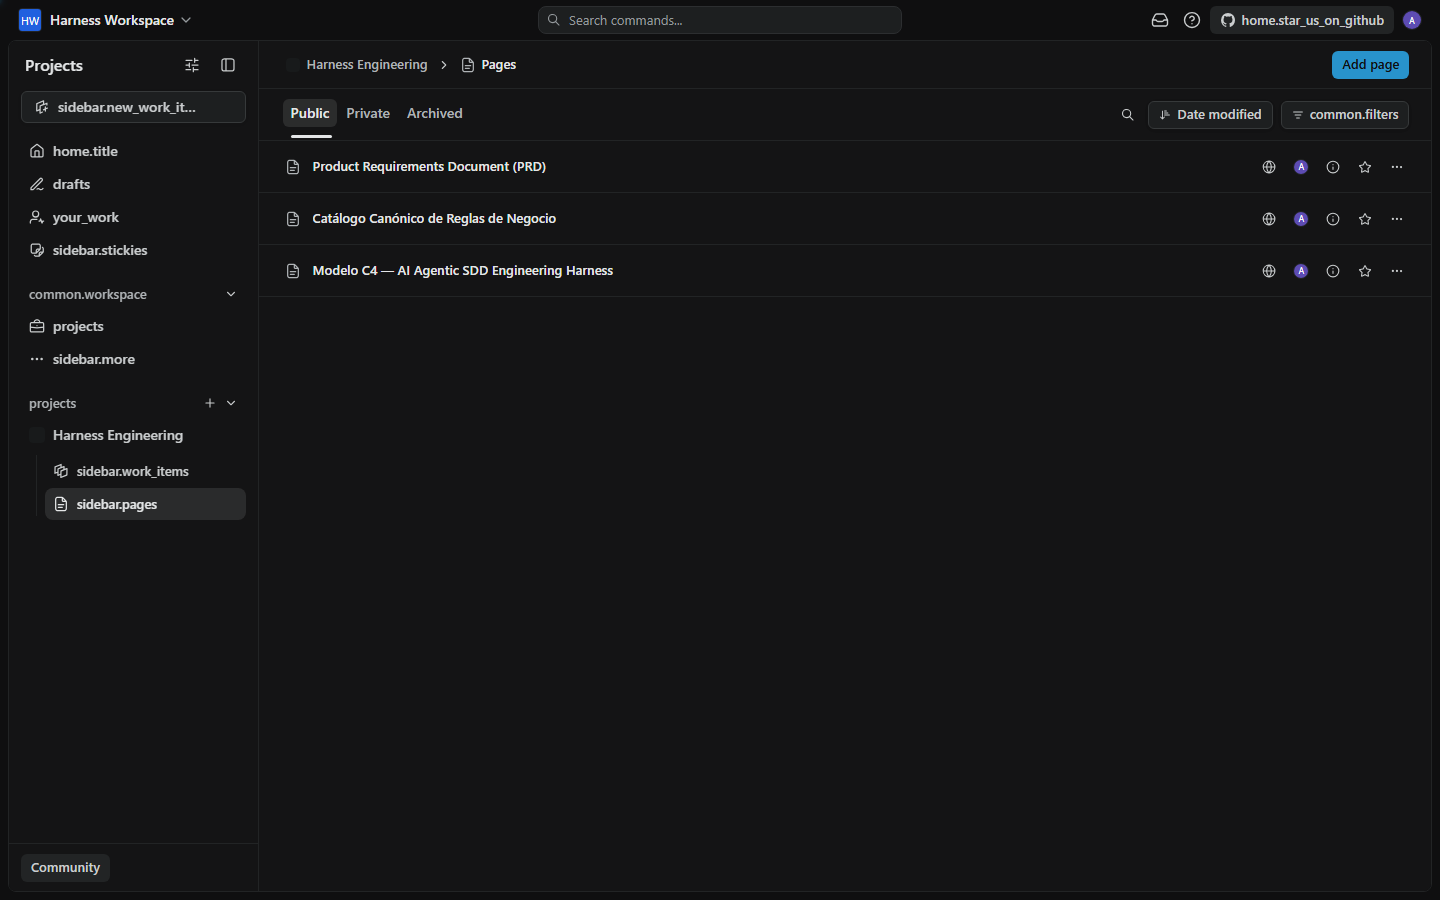 HW Harness Workspace
Search commands...
home.star_us_on_github
A
Projects
sidebar.new_work_it...
home.title
drafts
your_work
sidebar.stickies
common.workspace
projects
sidebar.more
projects
Harness Engineering
sidebar.work_items
sidebar.pages
Community
Harness Engineering
Pages
Add page
Public
Private
Archived
Date modified
common.filters
Product Requirements Document (PRD)
A
Catálogo Canónico de Reglas de Negocio
A
Modelo C4 — AI Agentic SDD Engineering Harness
A